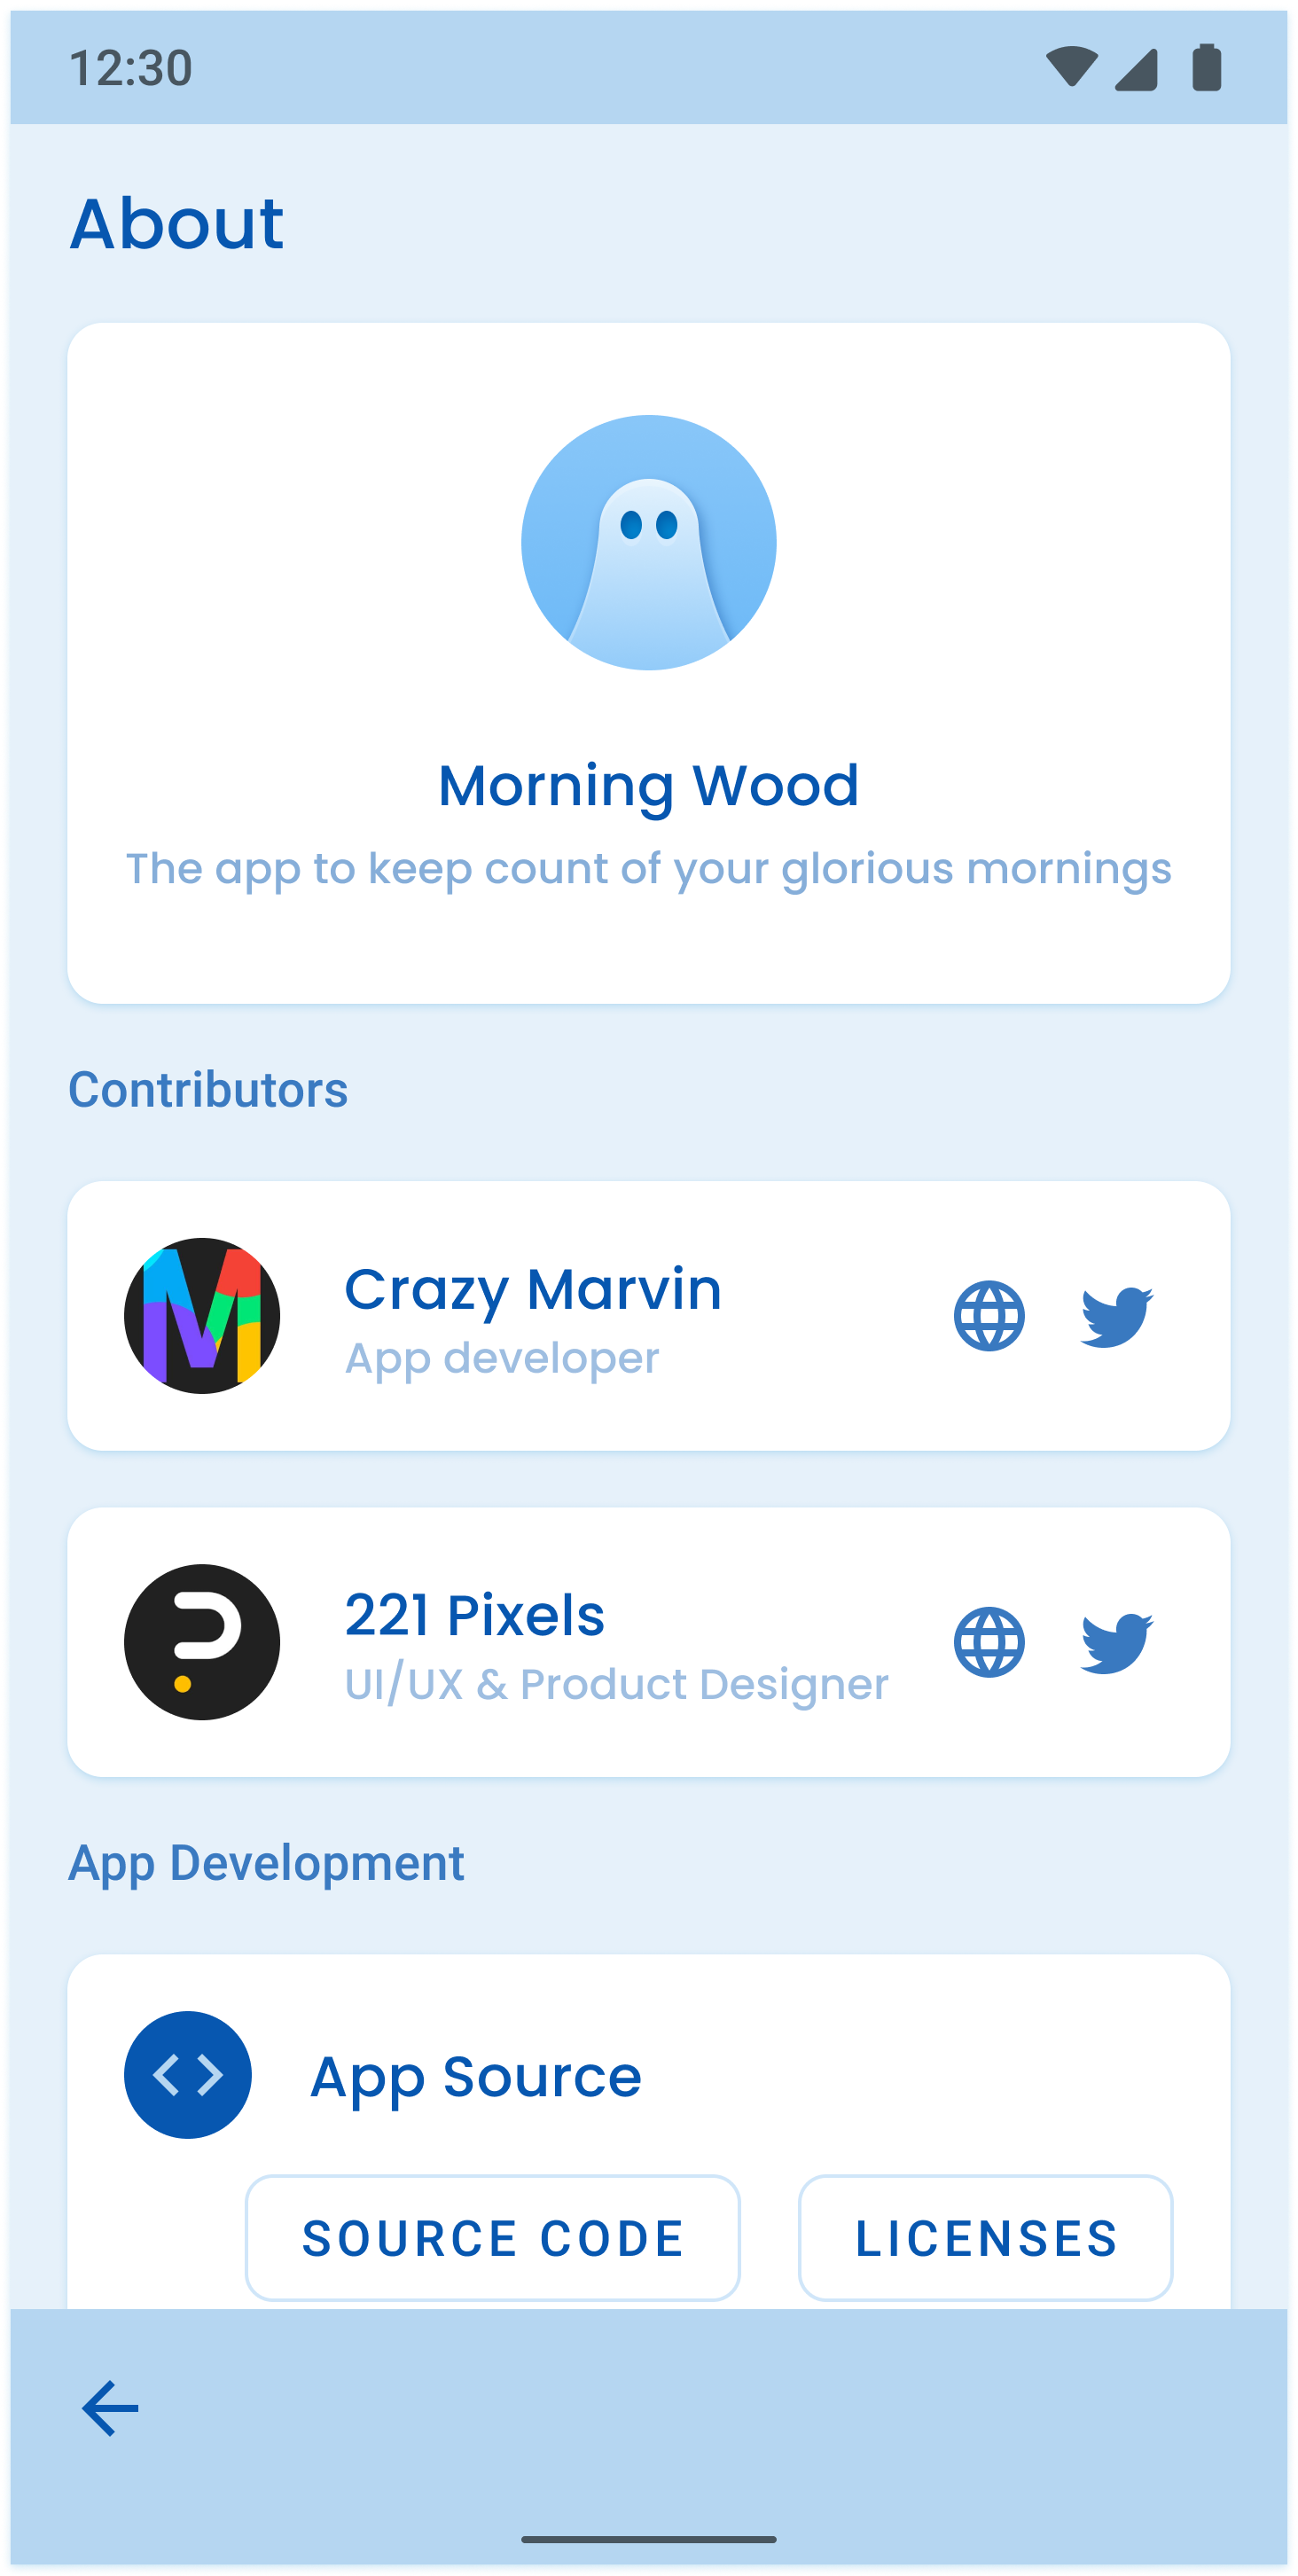 12:30
About
Morning Wood
The app to keep count of your glorious mornings
Contributors
Crazy Marvin
App developer
221 Pixels
UI/UX & Product Designer
App Development
App Source
SOURCE CODE
LICENSES